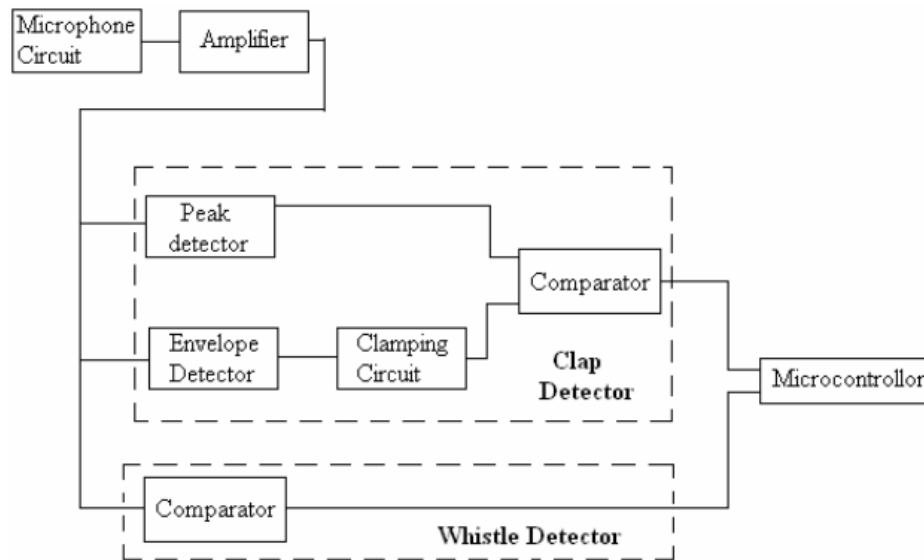 Microphone
Circuit
Amplifier
Peak
detector
Comparator
Envelope
Detector
Clamping
Circuit
Clap
Detector
Microcontrollor
Comparator
Whistle Detector